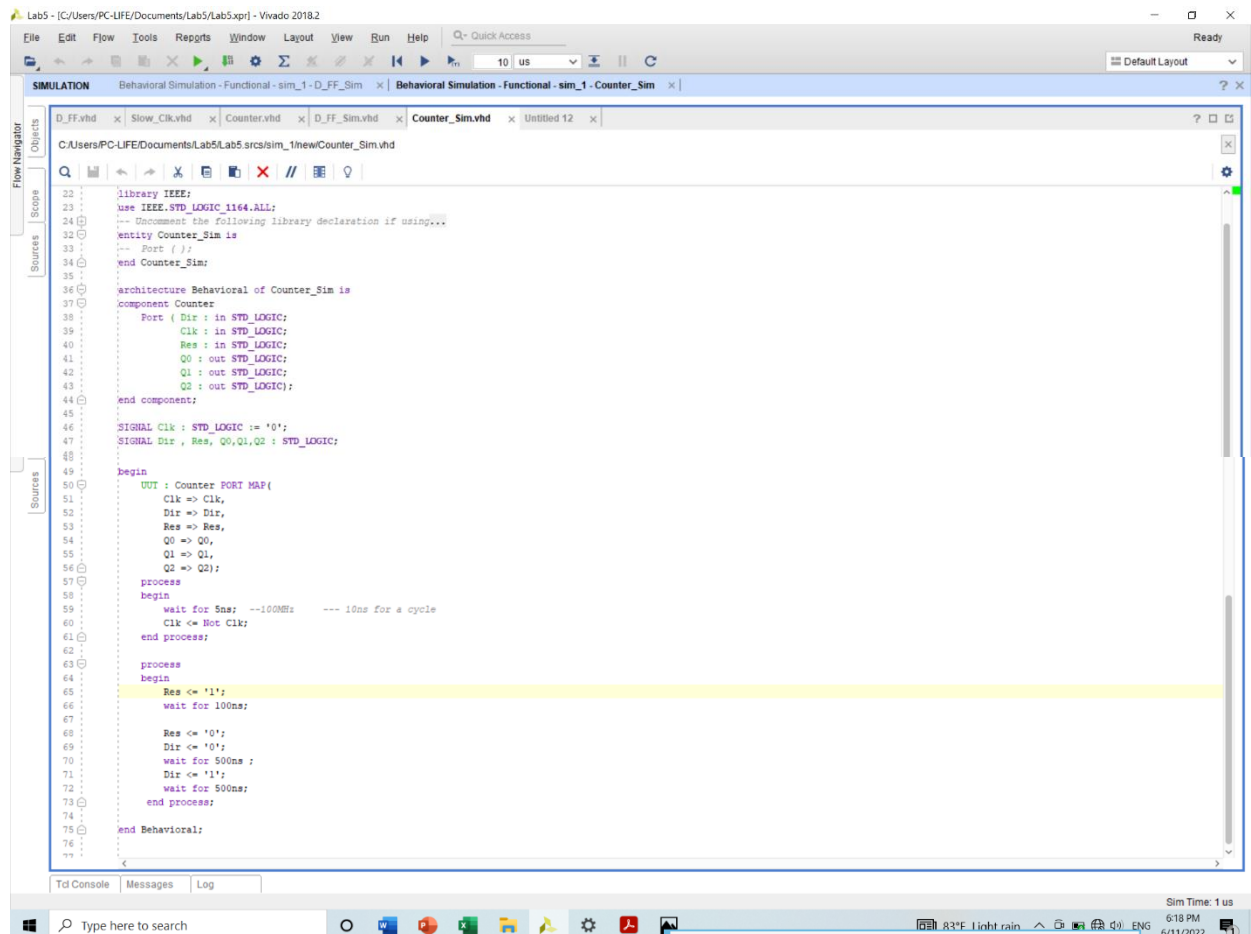 Lab5 - [C:/Users/PC-LIFE/Documents/Lab5/Lab5.xpr] - Vivado 2018.2
File Edit Flow Tools Reports Window Layout View Run Help Q- Quick Access Ready
10 us Default Layout
SIMULATION Behavioral Simulation - Functional - sim_1 - D_FF_Sim × Behavioral Simulation - Functional - sim_1 - Counter_Sim × ? ×
Flow Navigator
Objects
Scope
Sources
Sources
D_FF.vhd × Slow_Clk.vhd × Counter.vhd × D_FF_Sim.vhd × Counter_Sim.vhd × Untitled 12 ×
C:/Users/PC-LIFE/Documents/Lab5/Lab5.srcs/sim_1/new/Counter_Sim.vhd
22 library IEEE;
23 use IEEE.STD_LOGIC_1164.ALL;
24 -- Uncomment the following library declaration if using...
32 entity Counter_Sim is
33 -- Port ( );
34 end Counter_Sim;
35
36 architecture Behavioral of Counter_Sim is
37 component Counter
38 Port ( Dir : in STD_LOGIC;
39 Clk : in STD_LOGIC;
40 Res : in STD_LOGIC;
41 Q0 : out STD_LOGIC;
42 Q1 : out STD_LOGIC;
43 Q2 : out STD_LOGIC);
44 end component;
45
46 SIGNAL Clk : STD_LOGIC := '0';
47 SIGNAL Dir , Res, Q0,Q1,Q2 : STD_LOGIC;
48
49 begin
50 UUT : Counter PORT MAP(
51 Clk => Clk,
52 Dir => Dir,
53 Res => Res,
54 Q0 => Q0,
55 Q1 => Q1,
56 Q2 => Q2);
57 process
58 begin
59 wait for 5ns; --100MHz --- 10ns for a cycle
60 Clk <= Not Clk;
61 end process;
62
63 process
64 begin
65 Res <= '1';
66 wait for 100ns;
67
68 Res <= '0';
69 Dir <= '0';
70 wait for 500ns ;
71 Dir <= '1';
72 wait for 500ns;
73 end process;
74
75 end Behavioral;
76
77
Tcl Console Messages Log
Sim Time: 1 us
Type here to search 83°F Light rain ENG 6:18 PM
6/11/2022